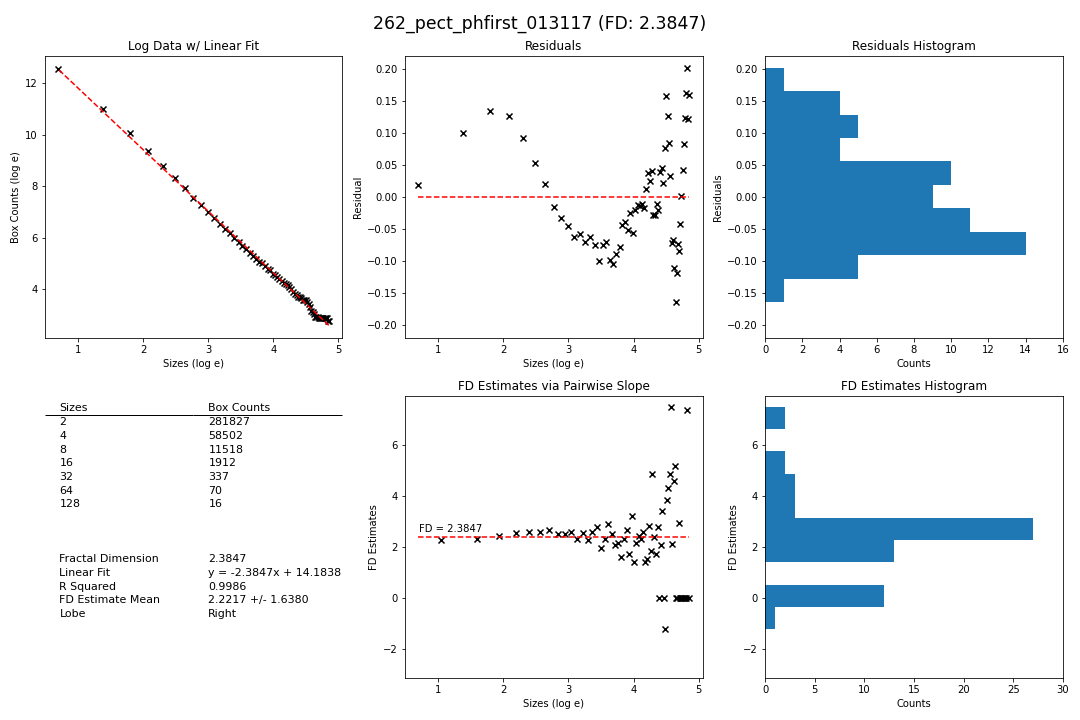 262_pect_phfirst_013117 (FD: 2.3847)
Log Data w/ Linear Fit
Box Counts (log e)
12
10
8
6
4
1 2 3 4 5
Sizes (log e)
Residuals
Residual
0.20
0.15
0.10
0.05
0.00
−0.05
−0.10
−0.15
−0.20
1 2 3 4 5
Sizes (log e)
Residuals Histogram
Residuals
0.20
0.15
0.10
0.05
0.00
−0.05
−0.10
−0.15
−0.20
0 2 4 6 8 10 12 14 16
Counts
Sizes Box Counts
2 281827
4 58502
8 11518
16 1912
32 337
64 70
128 16
Fractal Dimension 2.3847
Linear Fit y = -2.3847x + 14.1838
R Squared 0.9986
FD Estimate Mean 2.2217 +/- 1.6380
Lobe Right
FD Estimates via Pairwise Slope
FD Estimates
6
4
2
0
−2
FD = 2.3847
1 2 3 4 5
Sizes (log e)
FD Estimates Histogram
FD Estimates
6
4
2
0
−2
0 5 10 15 20 25 30
Counts